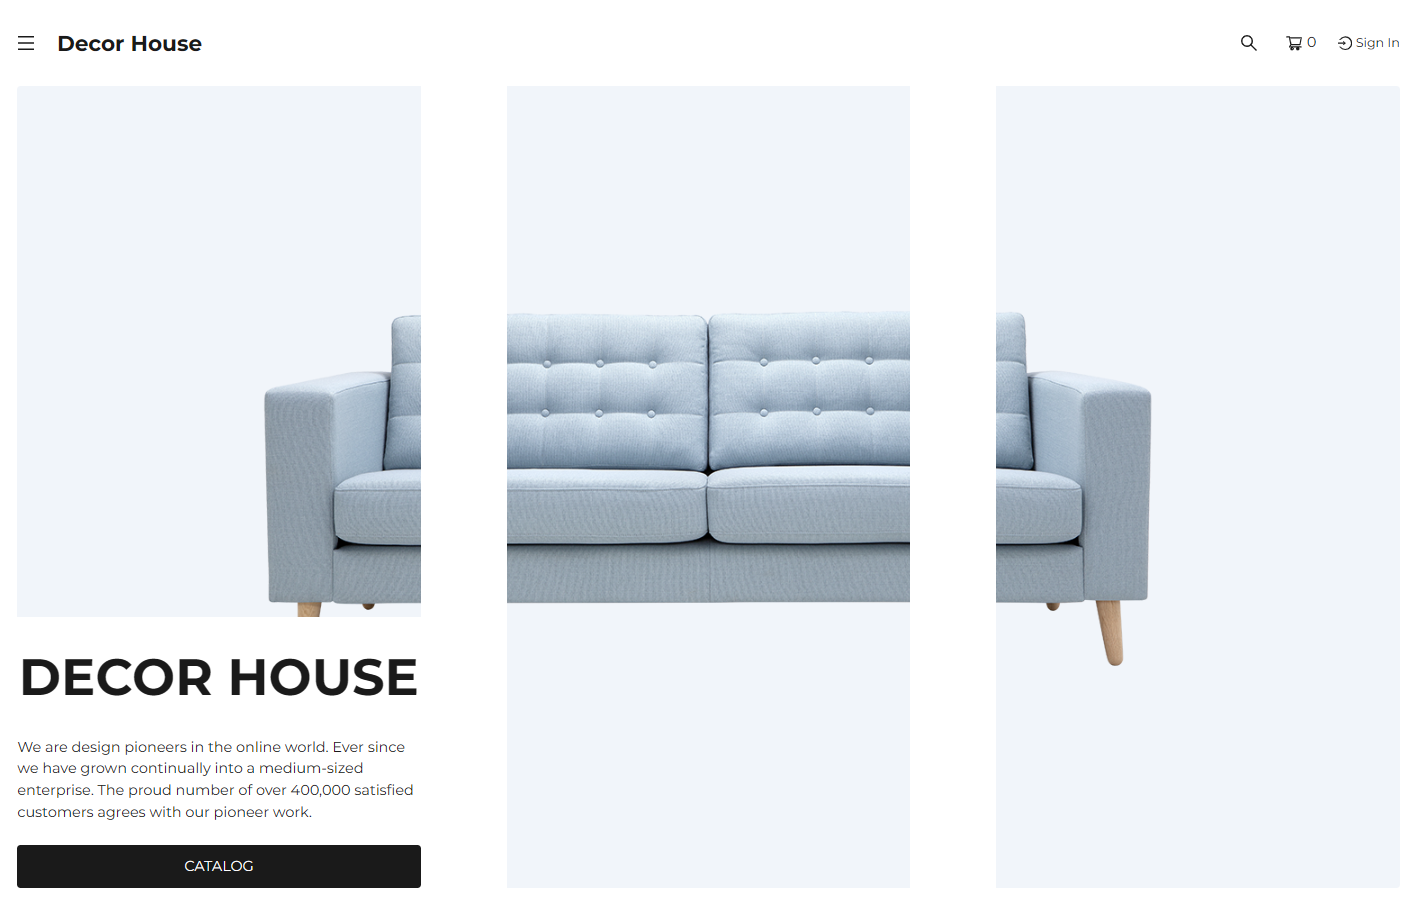 Decor House
0
Sign In
DECOR HOUSE
We are design pioneers in the online world. Ever since
we have grown continually into a medium-sized
enterprise. The proud number of over 400,000 satisfied
customers agrees with our pioneer work.
CATALOG